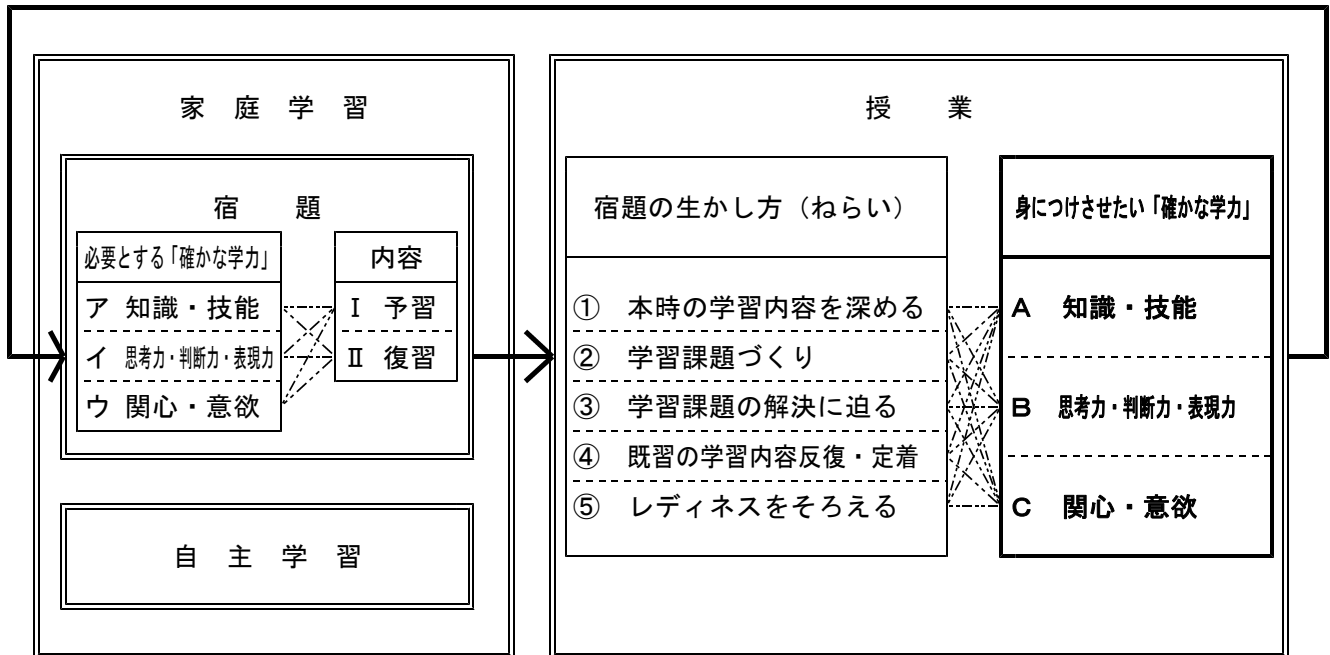 家庭学習
宿題
必要とする「確かな学力」
ア 知識・技能
イ 思考力・判断力・表現力
ウ 関心・意欲
内容
Ⅰ 予習
Ⅱ 復習
自主学習
授業
宿題の生かし方（ねらい）
① 本時の学習内容を深める
② 学習課題づくり
③ 学習課題の解決に迫る
④ 既習の学習内容反復・定着
⑤ レディネスをそろえる
身につけさせたい「確かな学力」
Ａ 知識・技能
Ｂ 思考力・判断力・表現力
Ｃ 関心・意欲